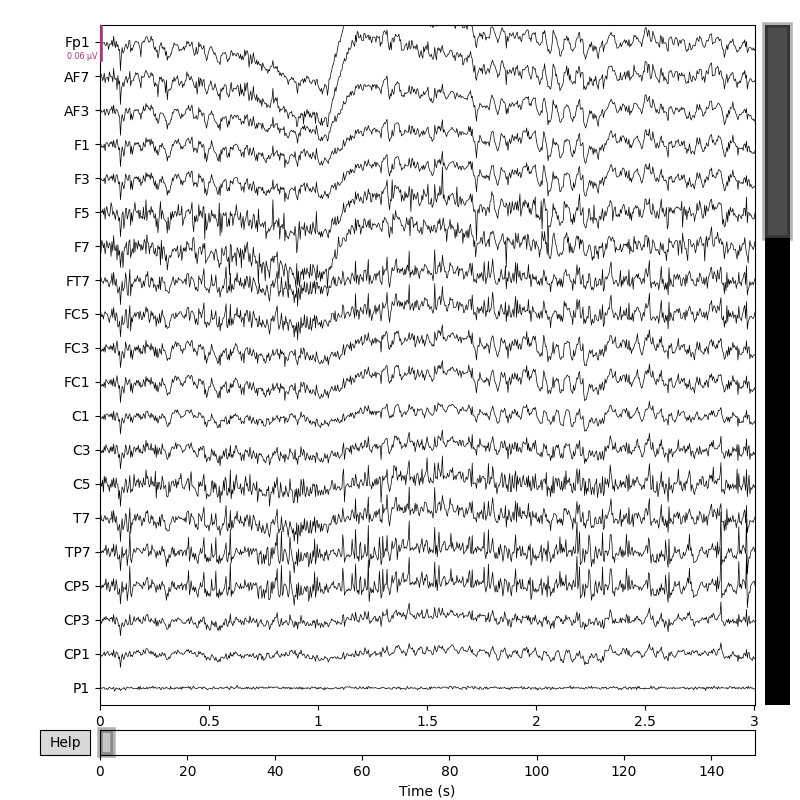 Fp1
0.06 µV
AF7
AF3
F1
F3
F5
F7
FT7
FC5
FC3
FC1
C1
C3
C5
T7
TP7
CP5
CP3
CP1
P1
0 0.5 1 1.5 2 2.5 3
Help
0 20 40 60 80 100 120 140
Time (s)